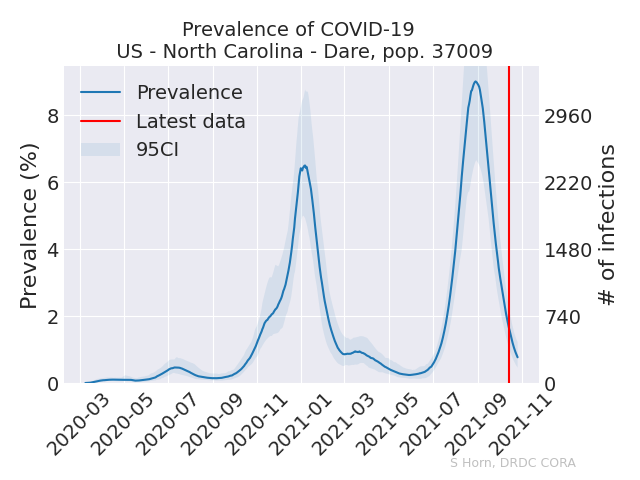 Prevalence of COVID-19
US - North Carolina - Dare, pop. 37009
Prevalence
Latest data
95CI
Prevalence (%)
8
6
4
2
0
# of infections
2960
2220
1480
740
0
2020-03
2020-05
2020-07
2020-09
2020-11
2021-01
2021-03
2021-05
2021-07
2021-09
2021-11
S Horn, DRDC CORA